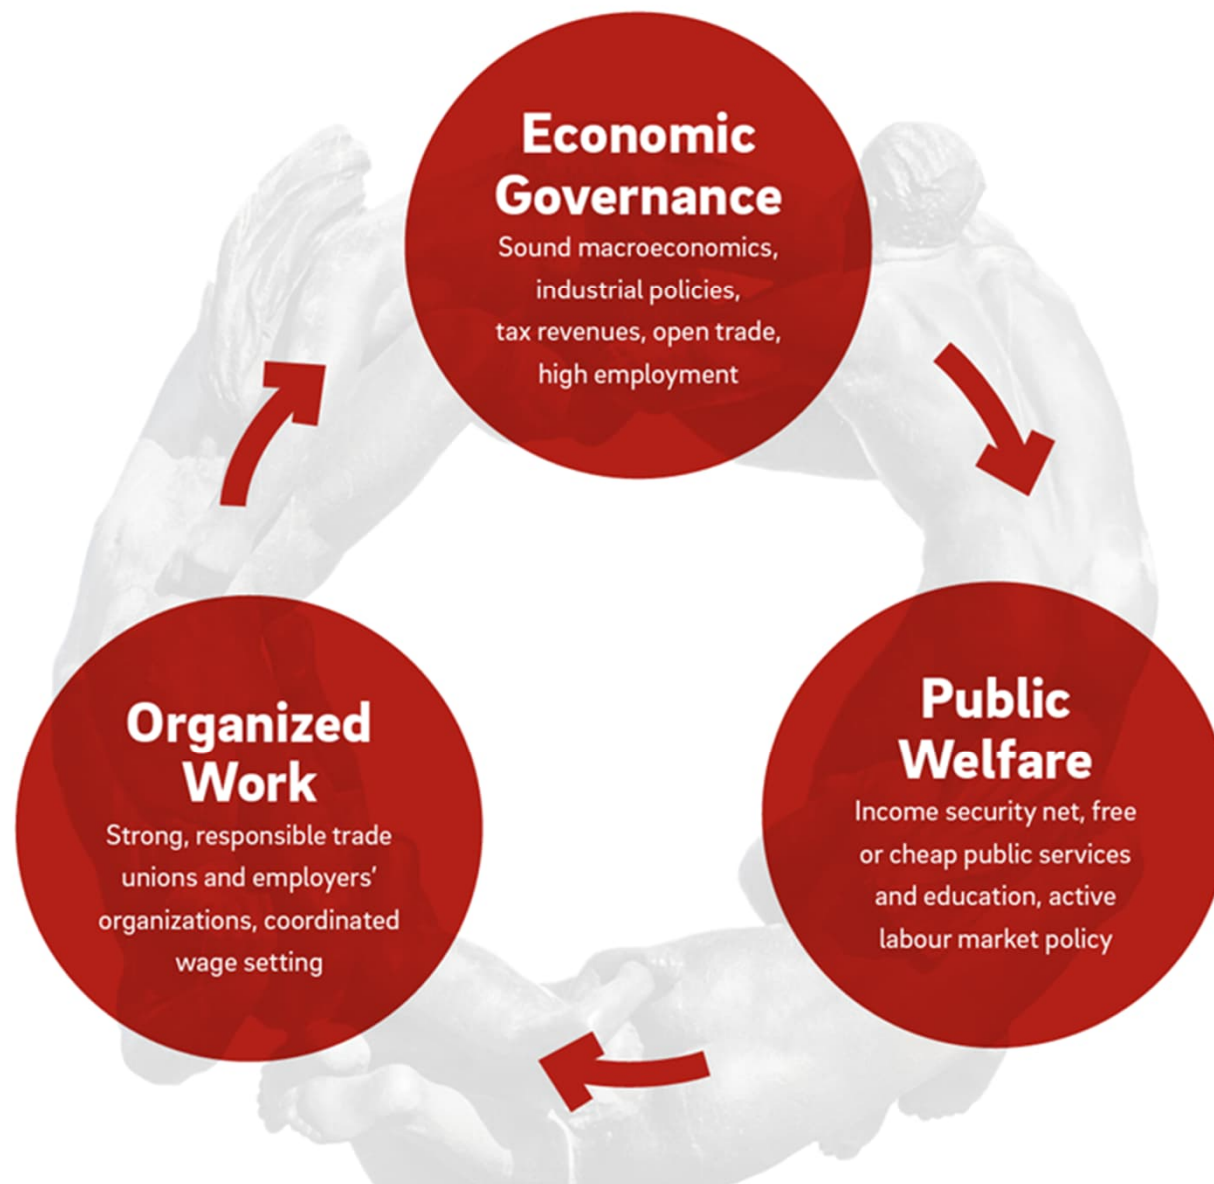 Economic
Governance
Sound macroeconomics,
industrial policies,
tax revenues, open trade,
high employment
Public
Welfare
Income security net, free
or cheap public services
and education, active
labour market policy
Organized
Work
Strong, responsible trade
unions and employers’
organizations, coordinated
wage setting